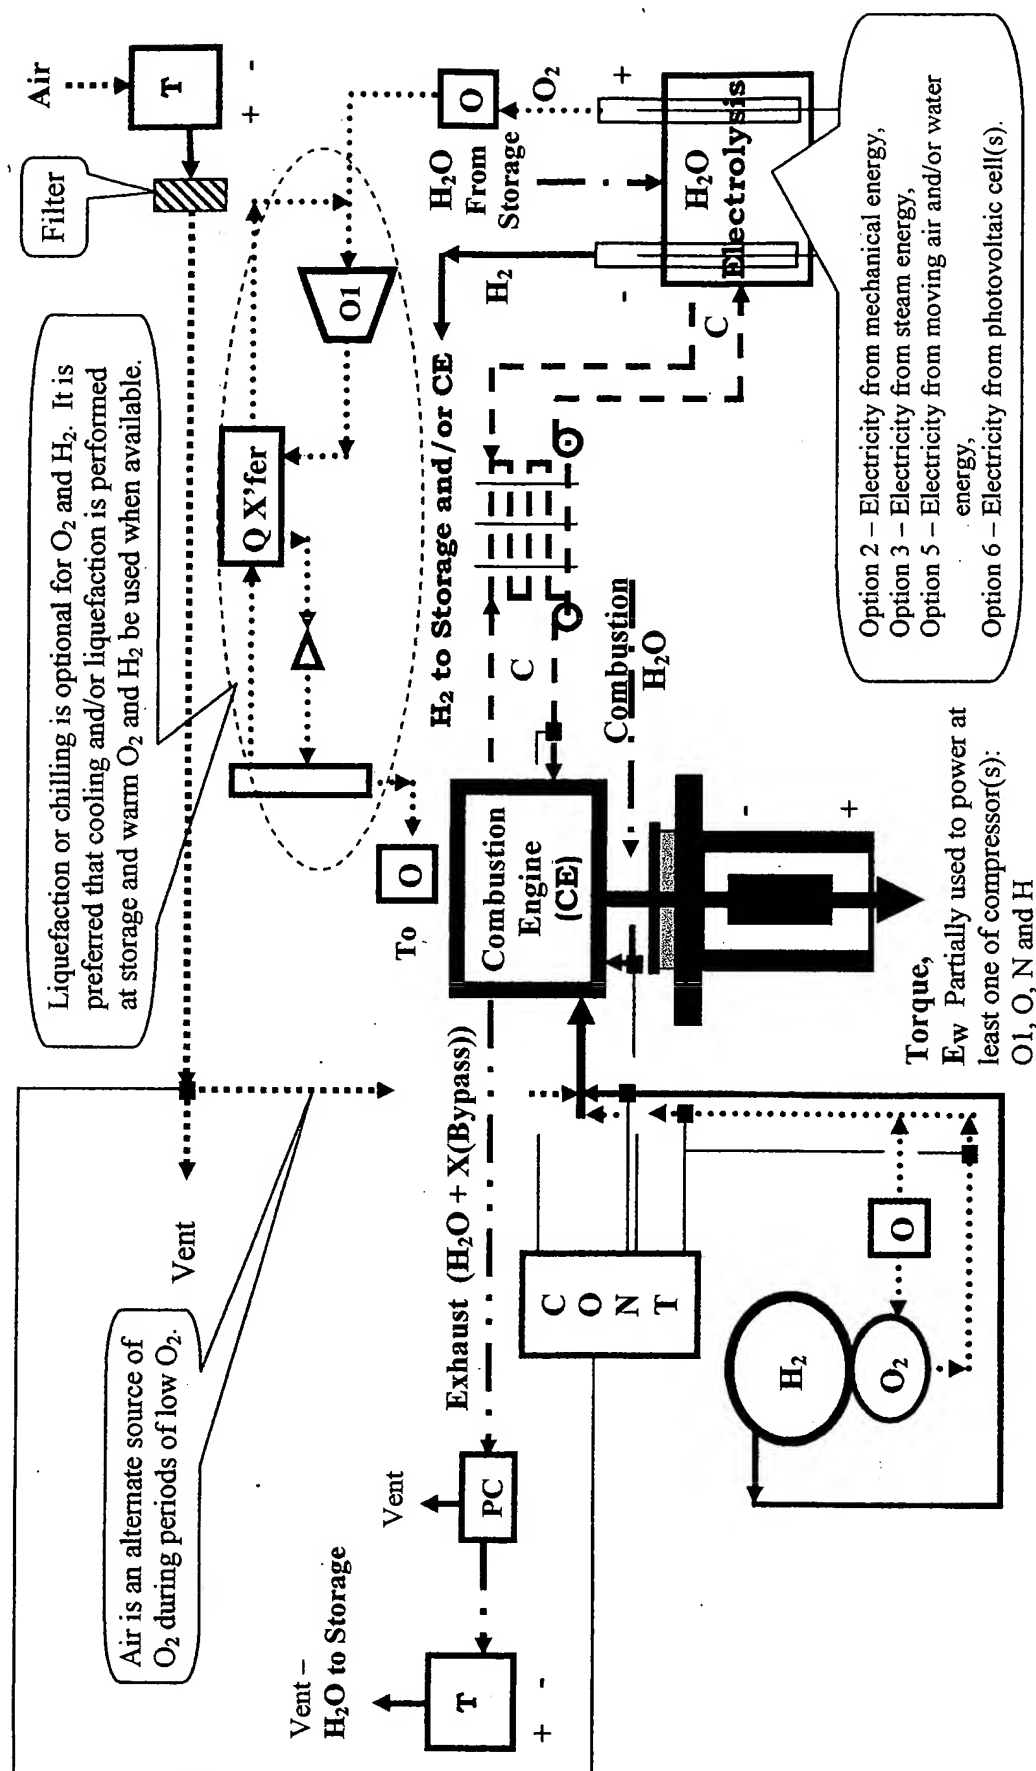 Air is an alternate source of
O₂ during periods of low O₂.
Vent
Liquefaction or chilling is optional for O₂ and H₂. It is
preferred that cooling and/or liquefaction is performed
at storage and warm O₂ and H₂ be used when available.
Filter
Air
T
+ -
Q X'fer
O1
To
O
H₂ to Storage and/or CE
H₂
H₂O
From
Storage
O
O₂
- +
H₂O
Electrolysis
C
C
Vent –
H₂O to Storage
T
+ -
Vent
PC
Exhaust (H₂O + X(Bypass))
Combustion
Engine
(CE)
Combustion
H₂O
C
O
N
T
H₂
O₂
O
-
+
Torque,
Ew Partially used to power at
least one of compressor(s):
O1, O, N and H
Option 2 – Electricity from mechanical energy,
Option 3 – Electricity from steam energy,
Option 5 – Electricity from moving air and/or water
energy,
Option 6 – Electricity from photovoltaic cell(s).